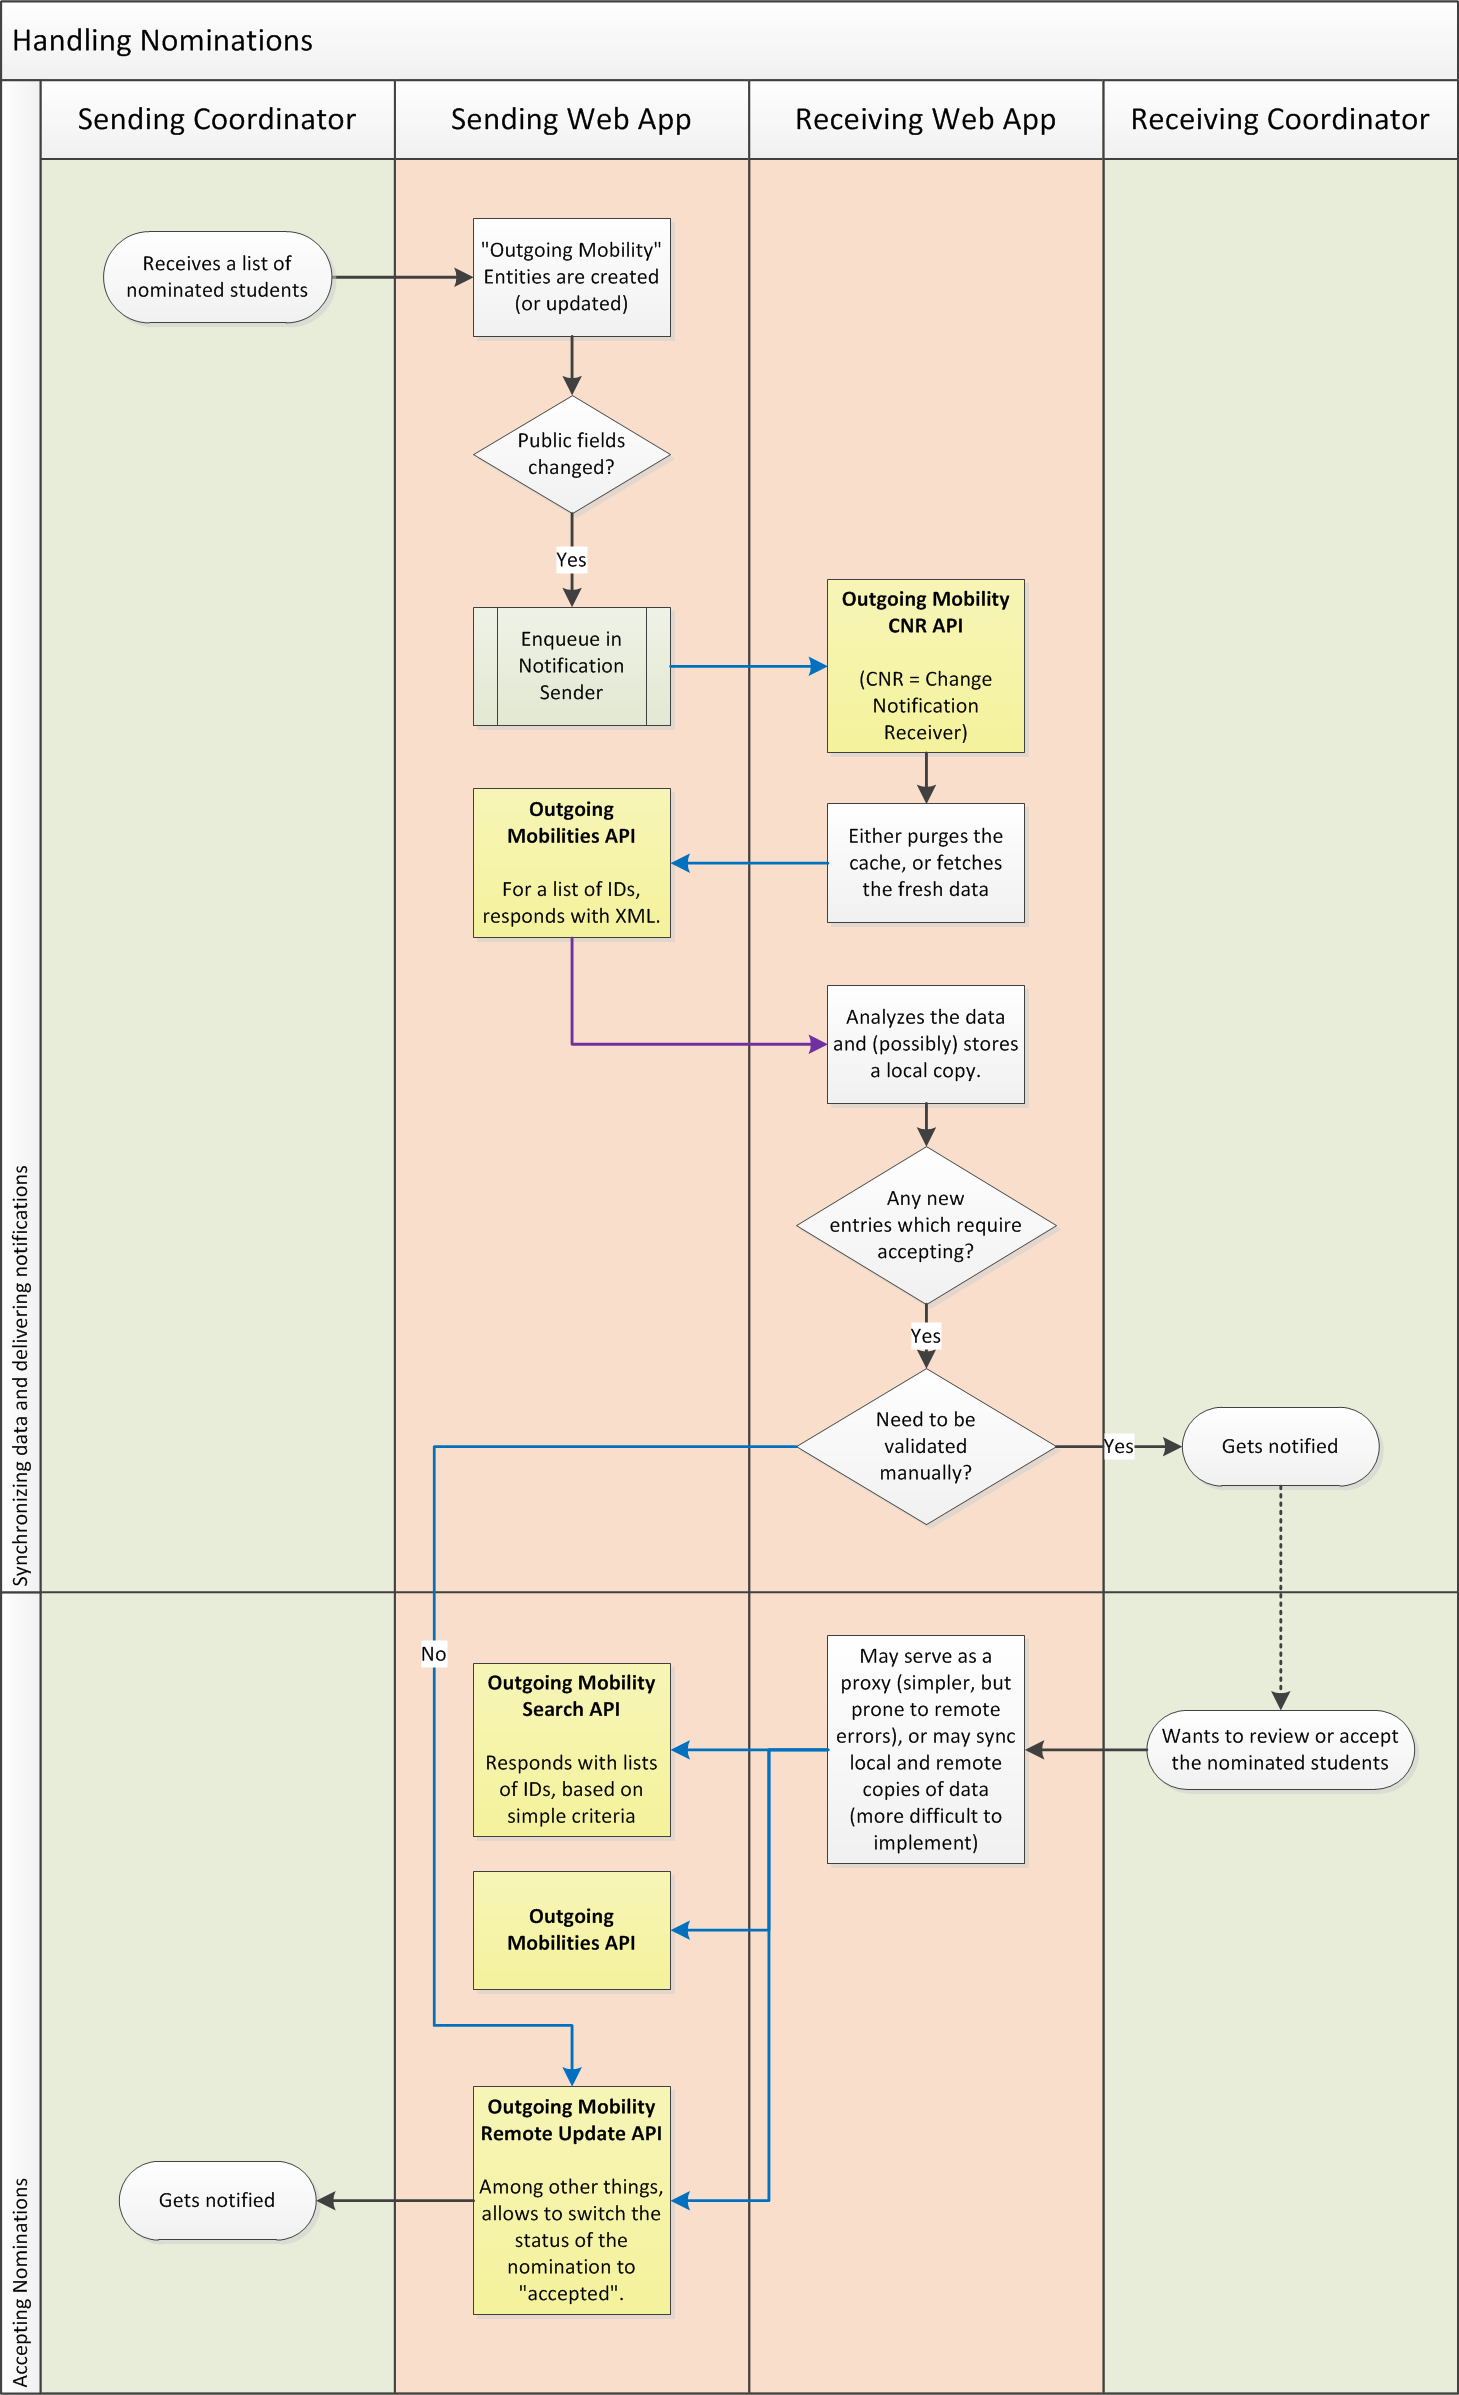 Handling Nominations
Sending Coordinator
Sending Web App
Receiving Web App
Receiving Coordinator
Synchronizing data and delivering notifications
Receives a list of
nominated students
"Outgoing Mobility"
Entities are created
(or updated)
Public fields
changed?
Yes
Enqueue in
Notification
Sender
Outgoing Mobility
CNR API
(CNR = Change
Notification
Receiver)
Outgoing
Mobilities API
For a list of IDs,
responds with XML.
Either purges the
cache, or fetches
the fresh data
Analyzes the data
and (possibly) stores
a local copy.
Any new
entries which require
accepting?
Yes
Need to be
validated
manually?
Yes
Gets notified
Accepting Nominations
No
Outgoing Mobility
Search API
Responds with lists
of IDs, based on
simple criteria
May serve as a
proxy (simpler, but
prone to remote
errors), or may sync
local and remote
copies of data
(more difficult to
implement)
Wants to review or accept
the nominated students
Outgoing
Mobilities API
Outgoing Mobility
Remote Update API
Among other things,
allows to switch the
status of the
nomination to
"accepted".
Gets notified